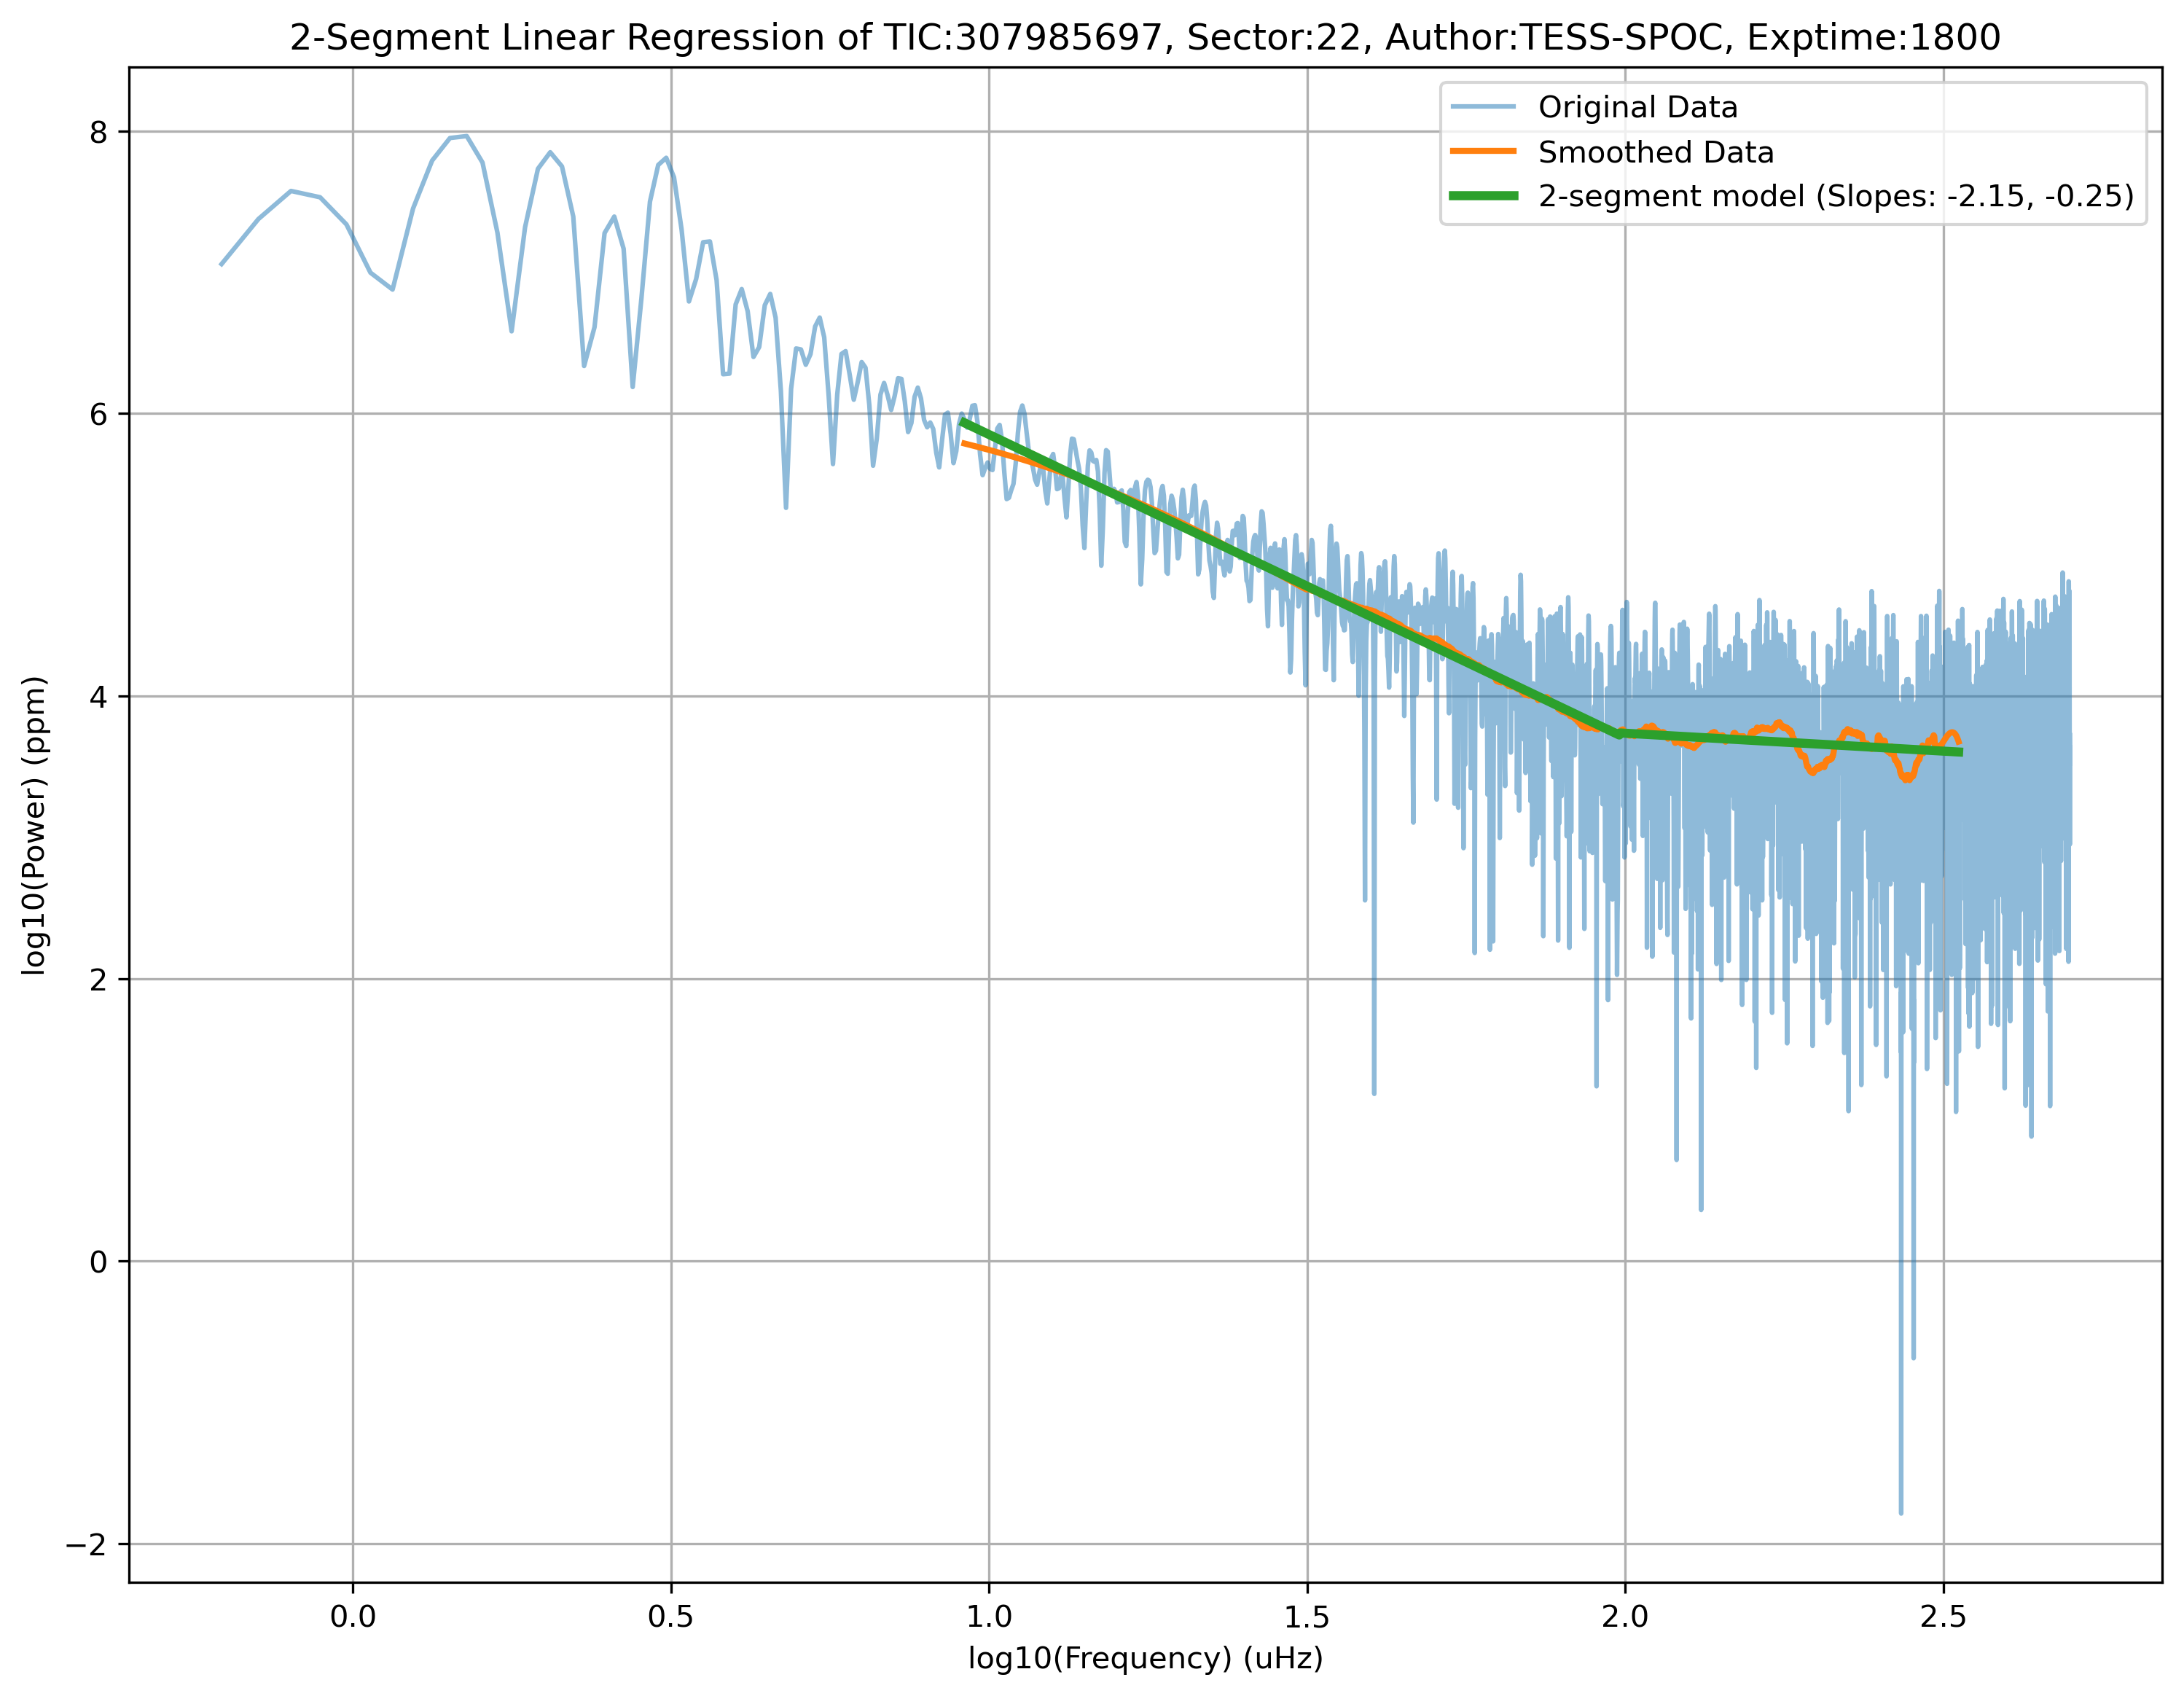 2-Segment Linear Regression of TIC:307985697, Sector:22, Author:TESS-SPOC, Exptime:1800
Original Data
Smoothed Data
2-segment model (Slopes: -2.15, -0.25)
log10(Power) (ppm)
8
6
4
2
0
−2
0.0 0.5 1.0 1.5 2.0 2.5
log10(Frequency) (uHz)